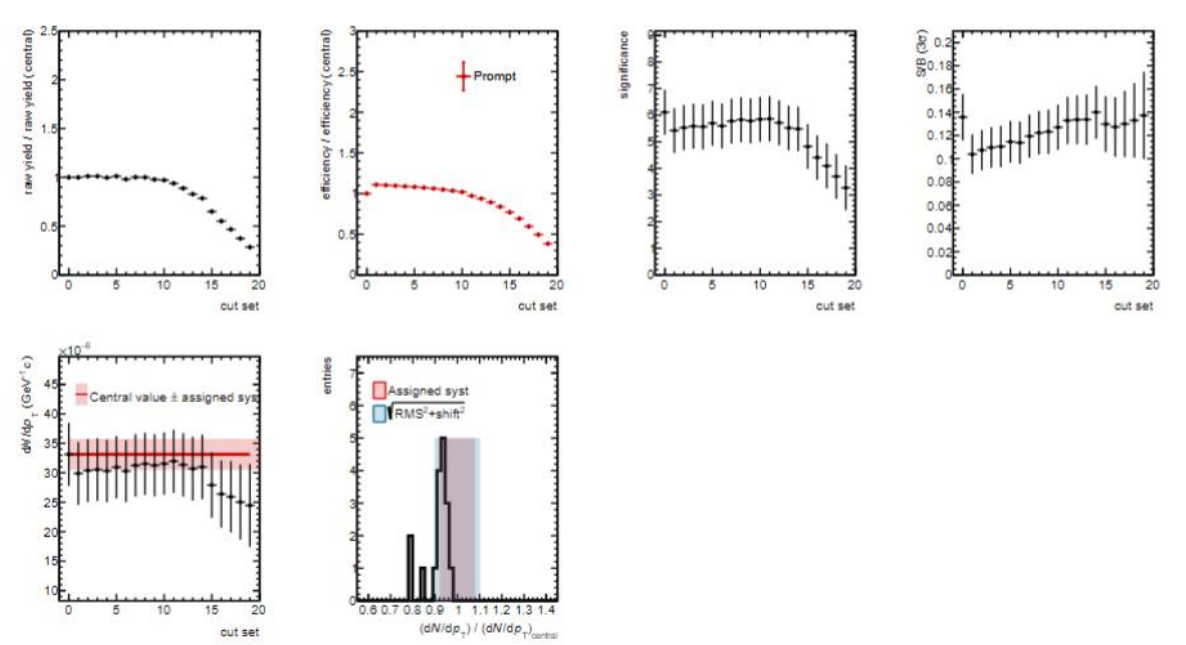 raw yield / raw yield (central)
2.5
2
1.5
1
0.5
0
0 5 10 15 20
cut set
efficiency / efficiency (central)
3
2.5
2
1.5
1
0.5
0
Prompt
0 5 10 15 20
cut set
significance
9
8
7
6
5
4
3
2
1
0
0 5 10 15 20
cut set
S/B (3σ)
0.2
0.18
0.16
0.14
0.12
0.1
0.08
0.06
0.04
0.02
0
0 5 10 15 20
cut set
dN/dp_T (GeV⁻¹ c)
×10⁻⁶
45
40
35
30
25
20
15
10
Central value ± assigned sys
0 5 10 15 20
cut set
entries
7
6
5
4
3
2
1
0
Assigned syst
√RMS²+shift²
0.6 0.7 0.8 0.9 1 1.1 1.2 1.3 1.4
(dN/dp_T) / (dN/dp_T)_central